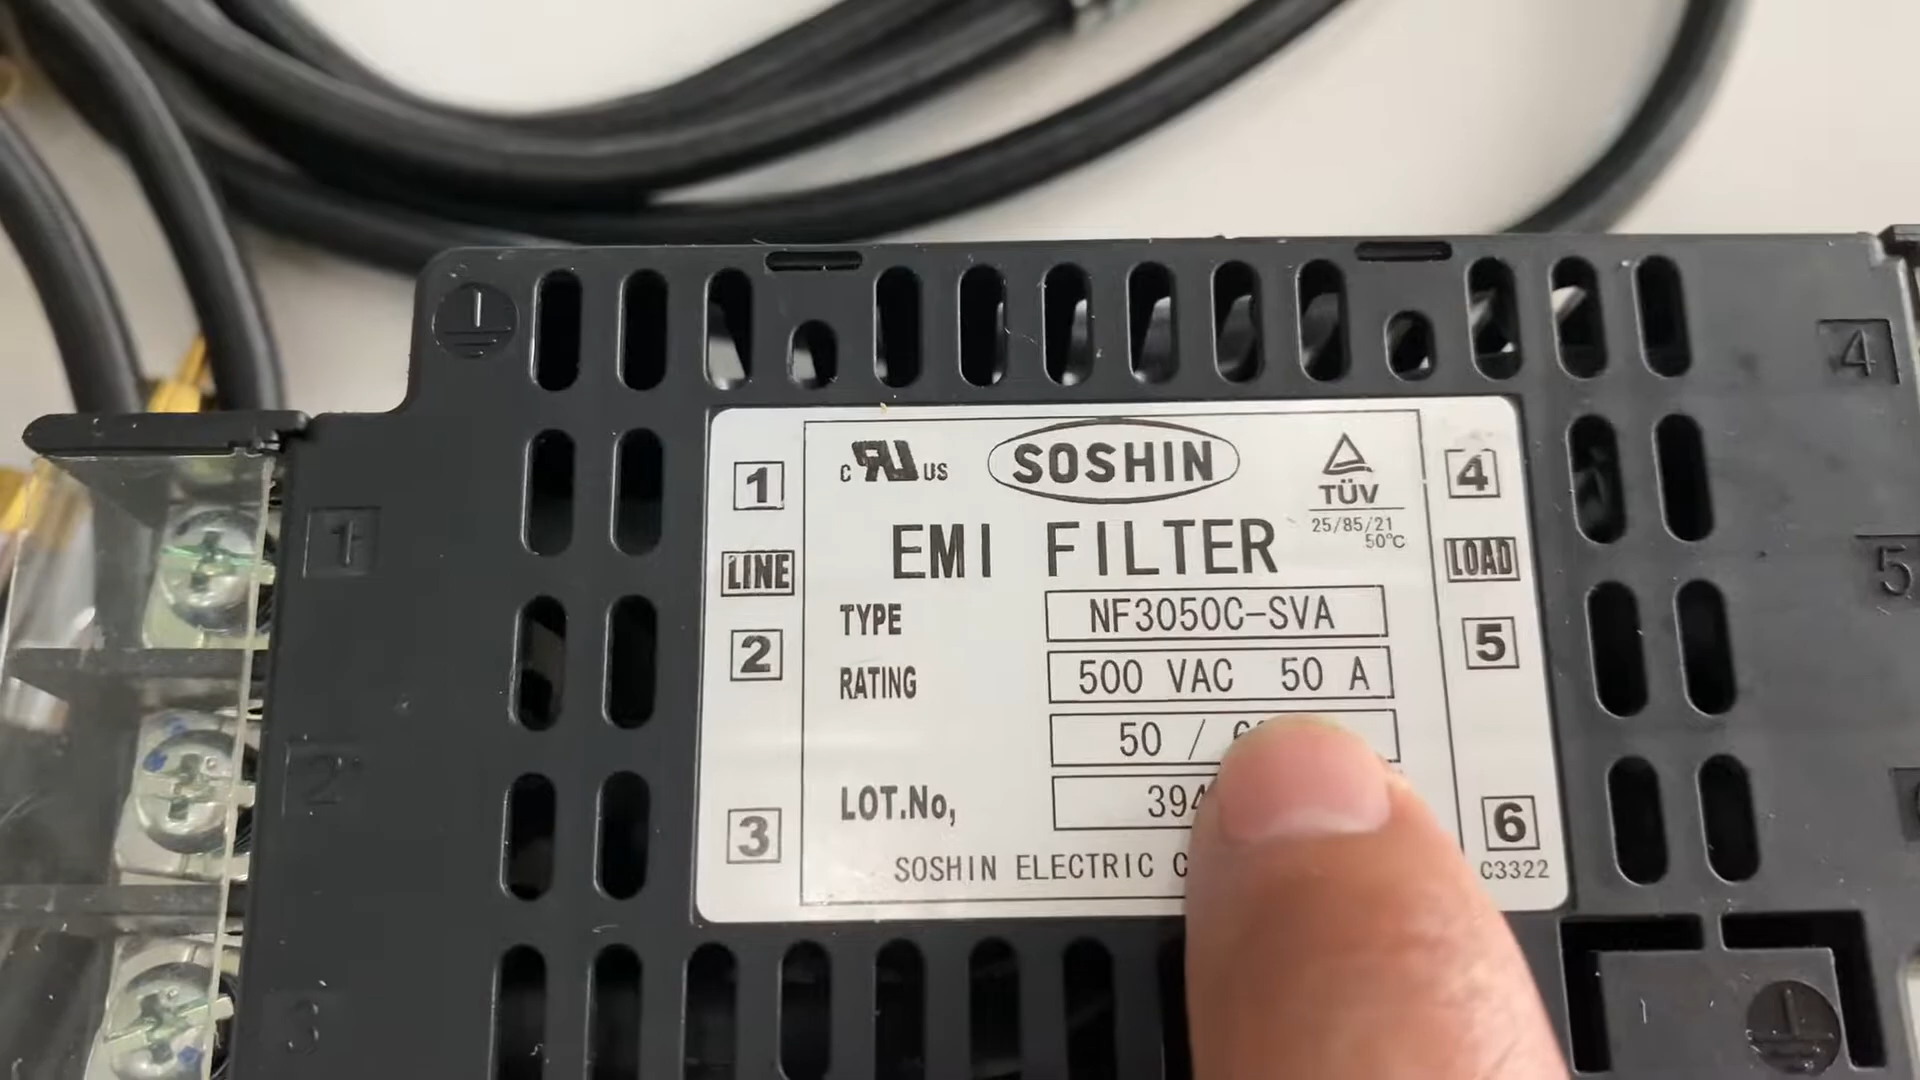 c RU US SOSHIN TÜV
25/85/21
50℃
EMI FILTER
1
LINE
2
3
TYPE NF3050C-SVA
RATING 500 VAC 50 A
50 /
LOT.No,
SOSHIN ELECTRIC
4
LOAD
5
6
C3322
1
2
3
4
5